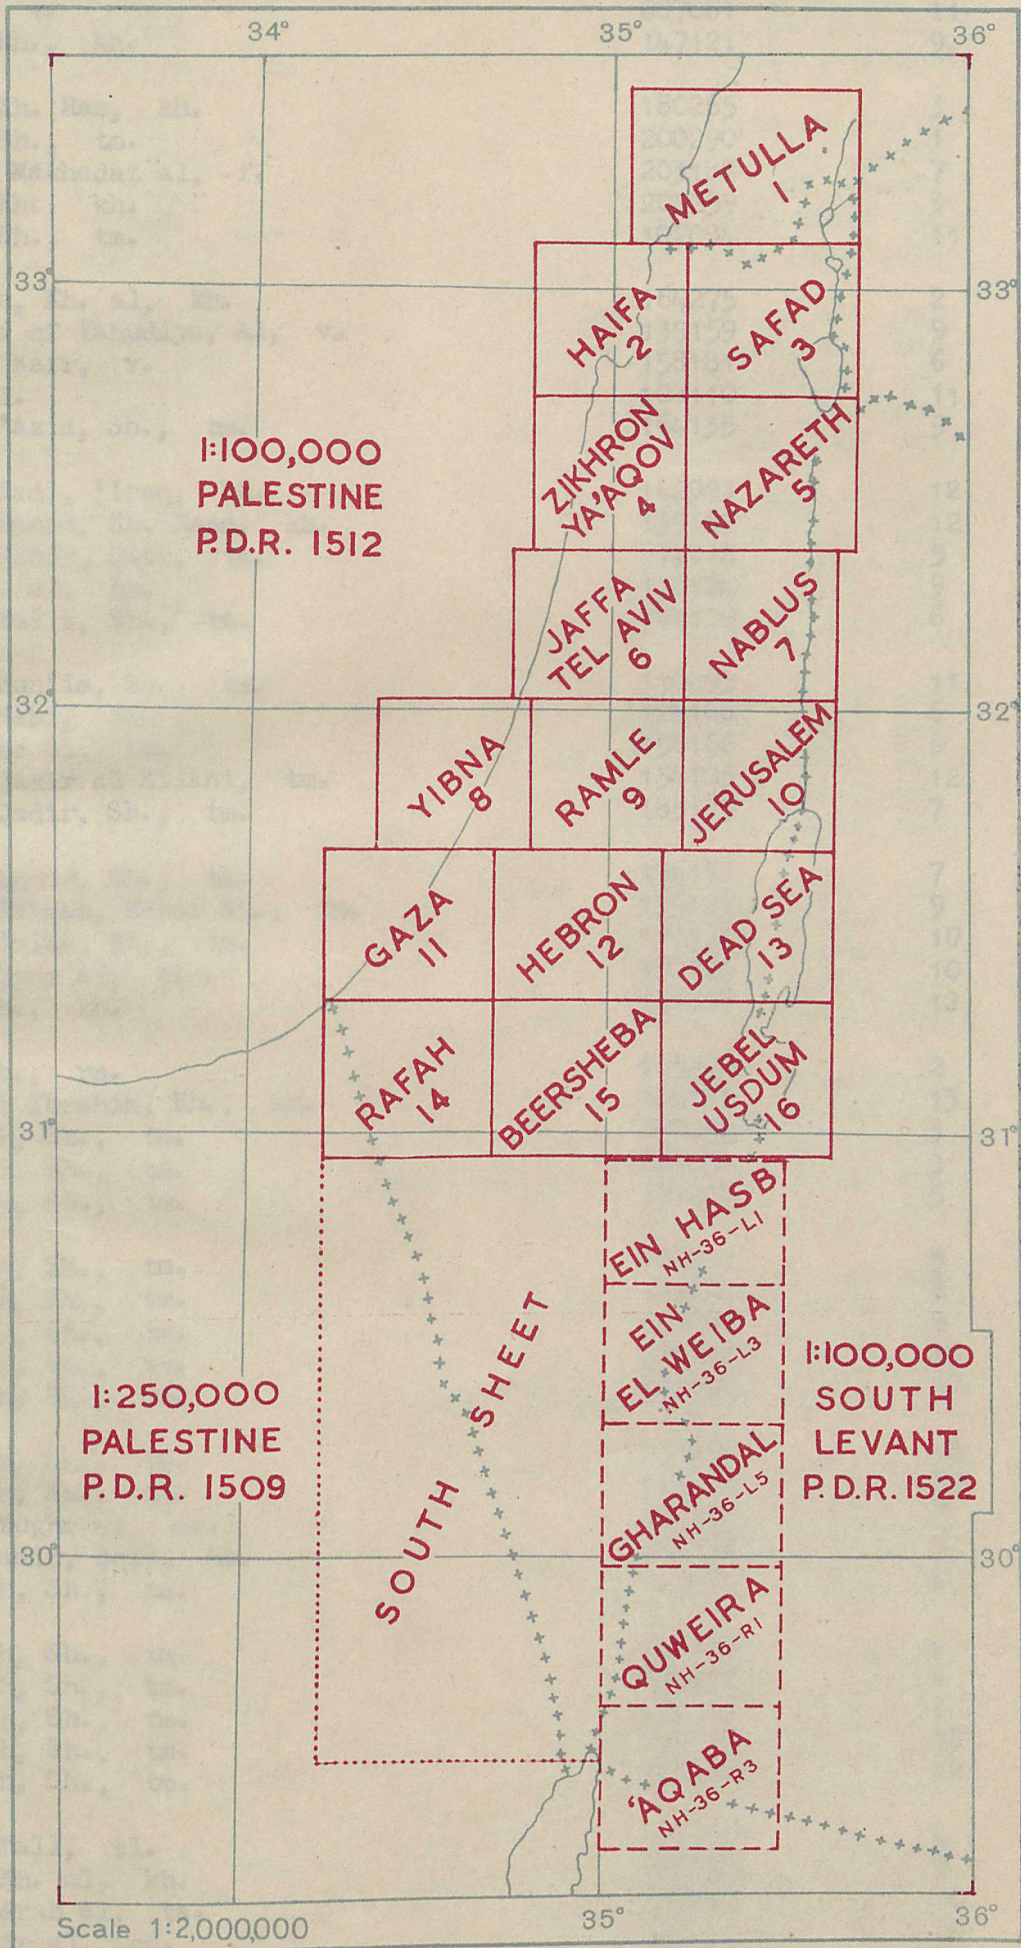 34° 35° 36°
METULLA
1
33° 33°
HAIFA
2
SAFAD
3
1:100,000
PALESTINE
P.D.R. 1512
ZIKHRON
YA'AQOV
4
NAZARETH
5
JAFFA
TEL AVIV
6
NABLUS
7
32° 32°
YIBNA
8
RAMLE
9
JERUSALEM
10
GAZA
11
HEBRON
12
DEAD SEA
13
RAFAH
14
BEERSHEBA
15
JEBEL
USDUM
16
31° 31°
EIN HASB
NH-36-L1
EIN
EL WEIBA
NH-36-L3
1:250,000
PALESTINE
P.D.R. 1509
SOUTH SHEET
1:100,000
SOUTH
LEVANT
P.D.R. 1522
GHARANDAL
NH-36-L5
30° 30°
QUWEIRA
NH-36-R1
'AQABA
NH-36-R3
Scale 1:2,000,000
35° 36°